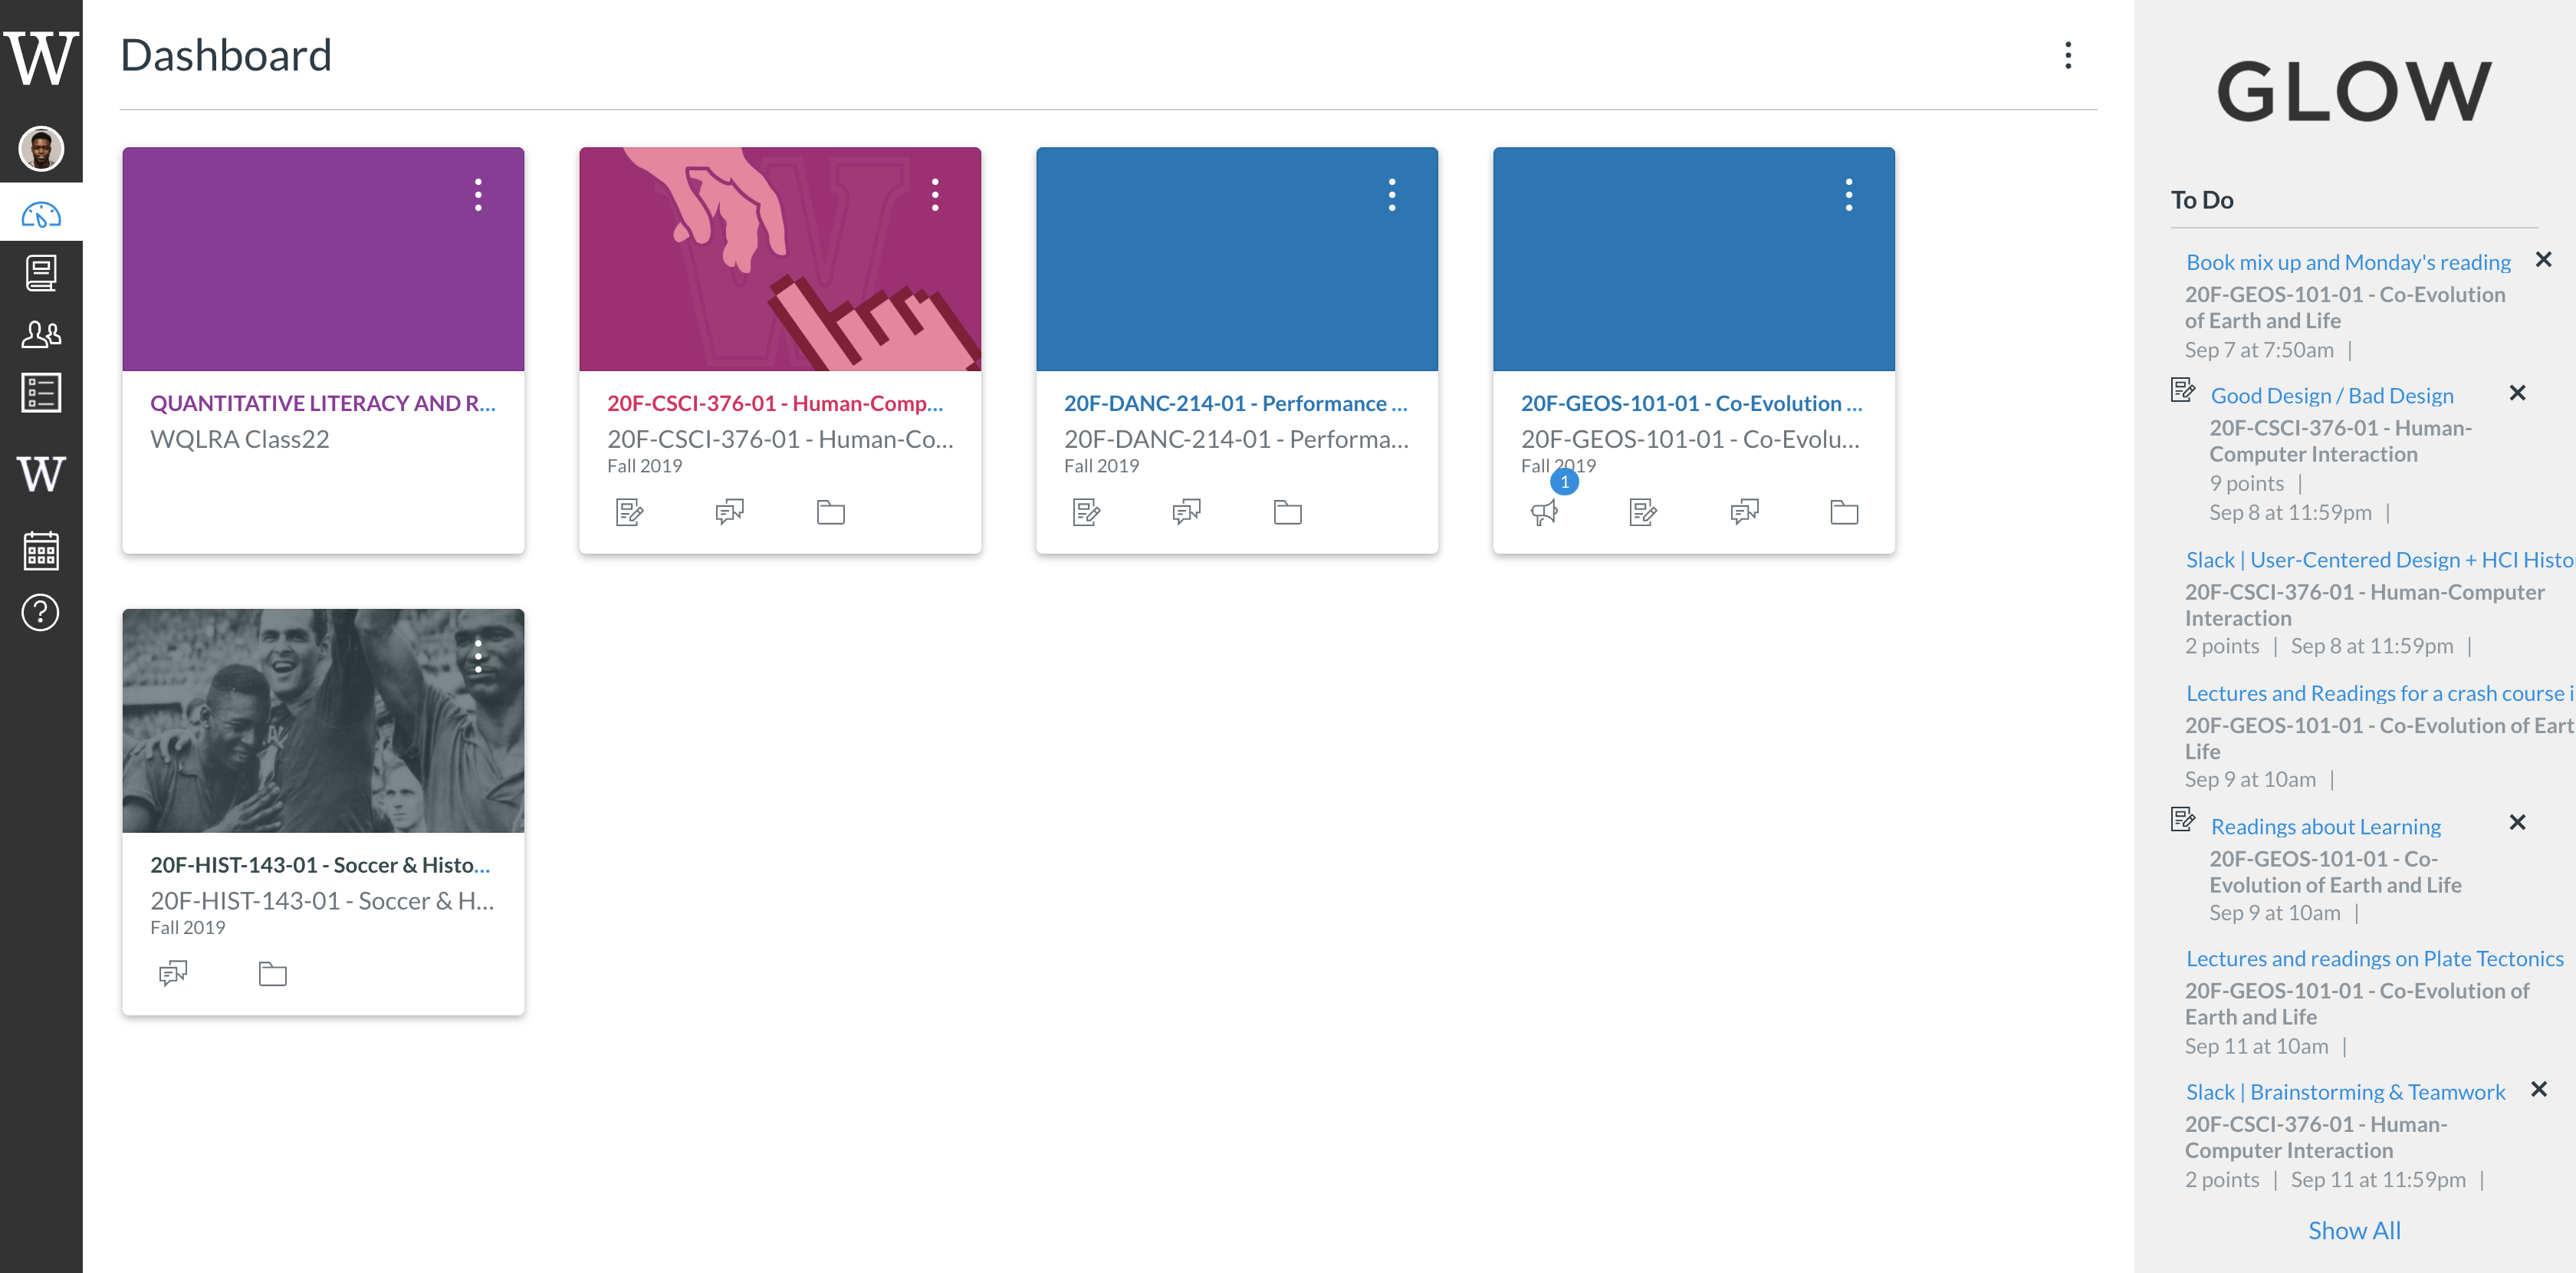 W
Dashboard
QUANTITATIVE LITERACY AND R...
WQLRA Class22
20F-CSCI-376-01 - Human-Comp...
20F-CSCI-376-01 - Human-Co...
Fall 2019
20F-DANC-214-01 - Performance ...
20F-DANC-214-01 - Performa...
Fall 2019
20F-GEOS-101-01 - Co-Evolution ...
20F-GEOS-101-01 - Co-Evolu...
Fall 2019
1
20F-HIST-143-01 - Soccer & Histo...
20F-HIST-143-01 - Soccer & H...
Fall 2019
W
GLOW
To Do
Book mix up and Monday's reading
20F-GEOS-101-01 - Co-Evolution
of Earth and Life
Sep 7 at 7:50am |
Good Design / Bad Design
20F-CSCI-376-01 - Human-
Computer Interaction
9 points |
Sep 8 at 11:59pm |
Slack | User-Centered Design + HCI Histo
20F-CSCI-376-01 - Human-Computer
Interaction
2 points | Sep 8 at 11:59pm |
Lectures and Readings for a crash course i
20F-GEOS-101-01 - Co-Evolution of Eart
Life
Sep 9 at 10am |
Readings about Learning
20F-GEOS-101-01 - Co-
Evolution of Earth and Life
Sep 9 at 10am |
Lectures and readings on Plate Tectonics
20F-GEOS-101-01 - Co-Evolution of
Earth and Life
Sep 11 at 10am |
Slack | Brainstorming & Teamwork
20F-CSCI-376-01 - Human-
Computer Interaction
2 points | Sep 11 at 11:59pm |
Show All